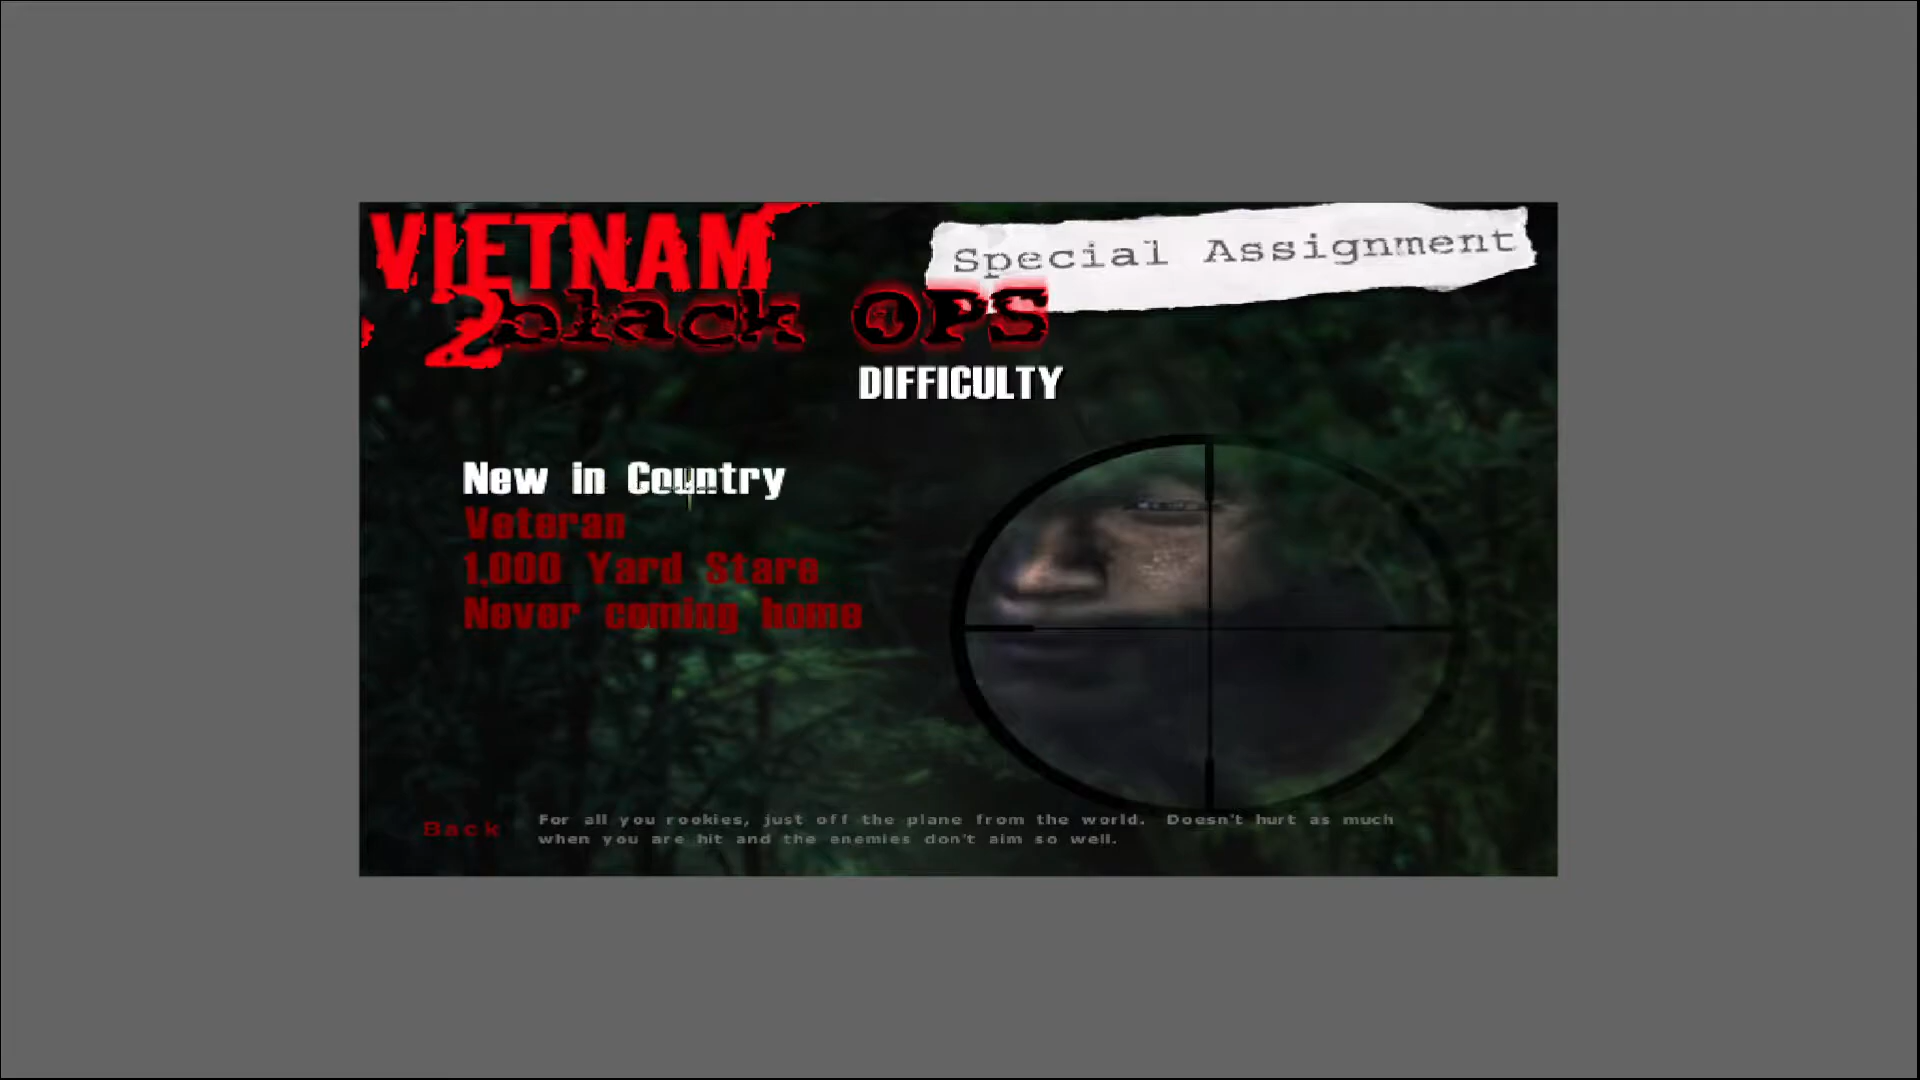 VIETNAM
2 black OPS
Special Assignment
DIFFICULTY
New in Country
Veteran
1,000 Yard Stare
Never coming home
Back
For all you rookies, just off the plane from the world. Doesn't hurt as much
when you are hit and the enemies don't aim so well.